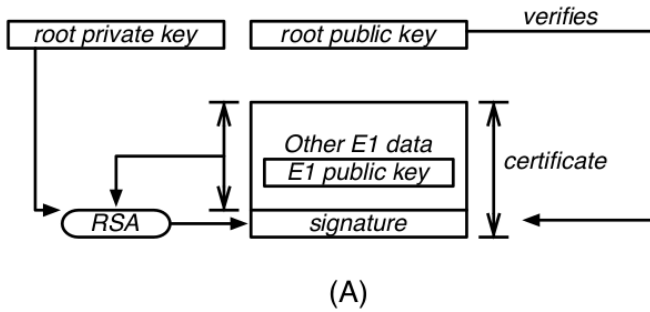 verifies
root private key
root public key
Other E1 data
E1 public key
certificate
RSA
signature
(A)